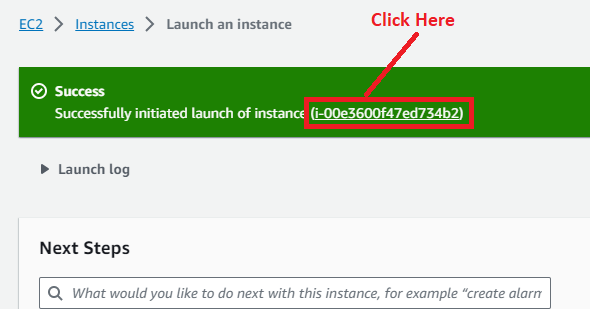 EC2 > Instances > Launch an instance
Click Here
Success
Successfully initiated launch of instance (i-00e3600f47ed734b2)
Launch log
Next Steps
What would you like to do next with this instance, for example “create alarm